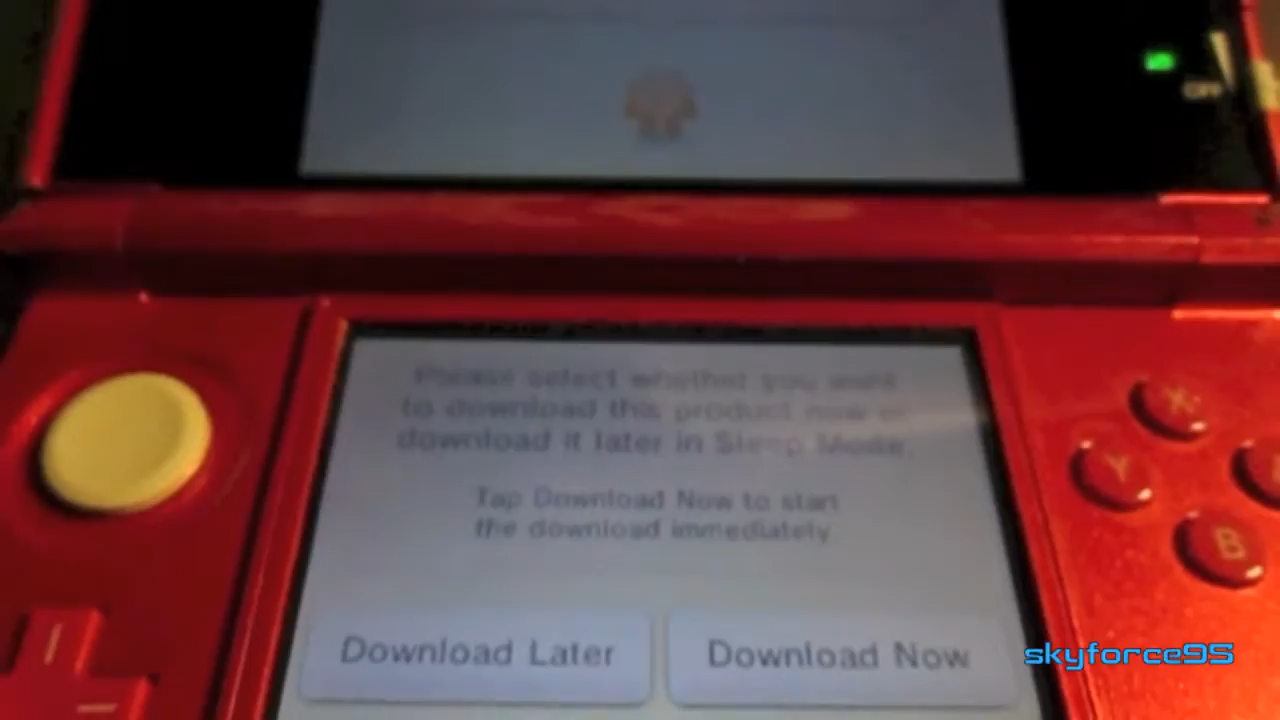 OFF
Please select whether you want
to download this product now or
download it later in Sleep Mode.
Tap Download Now to start
the download immediately.
Download Later
Download Now
X
Y
B
skyforce95